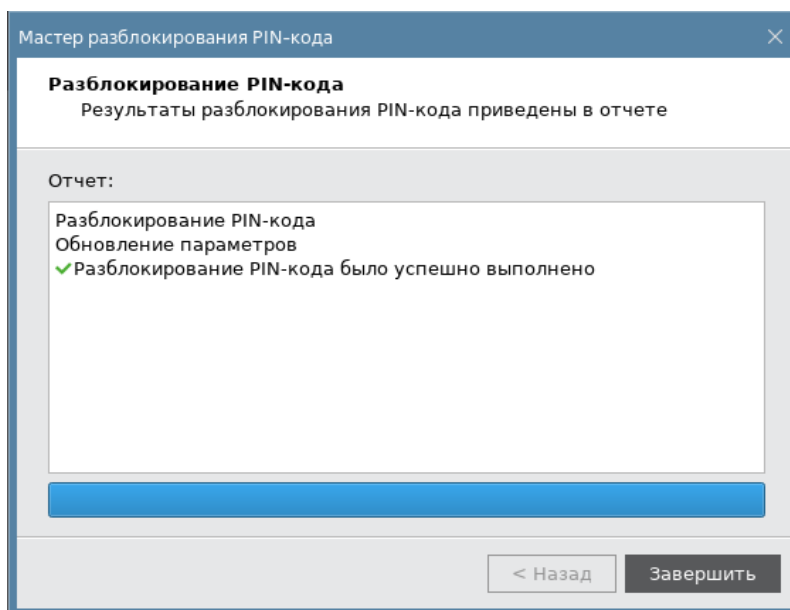 Мастер разблокирования PIN-кода
Разблокирование PIN-кода
Результаты разблокирования PIN-кода приведены в отчете
Отчет:
Разблокирование PIN-кода
Обновление параметров
Разблокирование PIN-кода было успешно выполнено
< Назад
Завершить